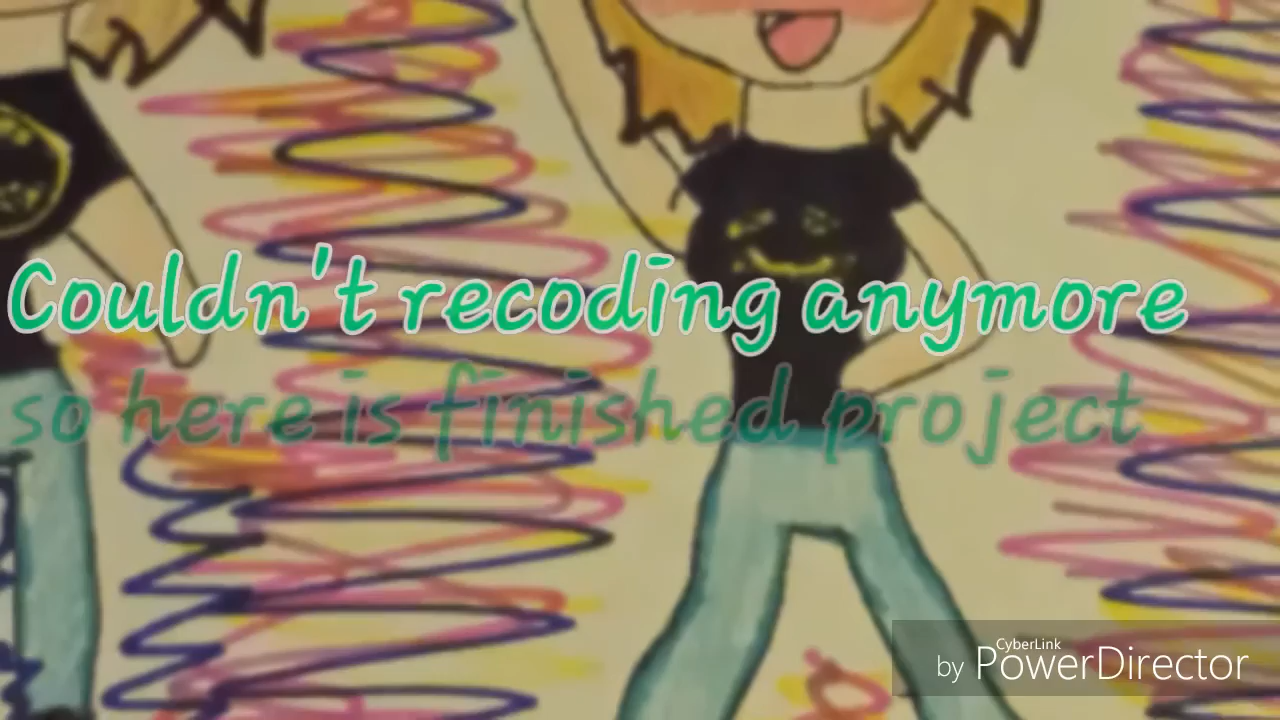 Couldn't recoding anymore
so here is finished project
CyberLink
by PowerDirector